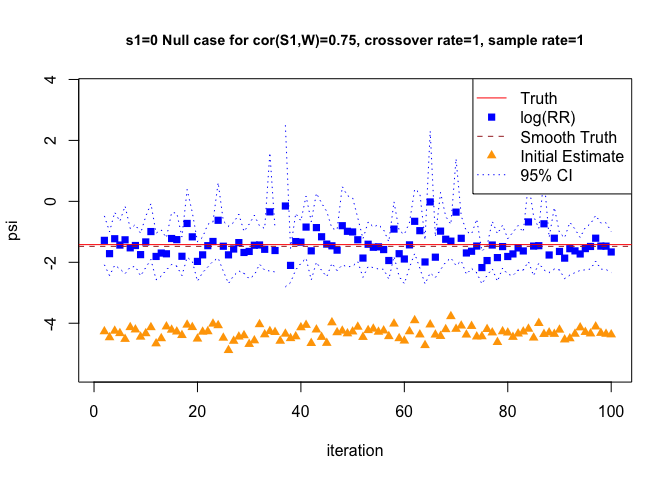 s1=0 Null case for cor(S1,W)=0.75, crossover rate=1, sample rate=1
4
2
0
-2
-4
psi
Truth
log(RR)
Smooth Truth
Initial Estimate
95% CI
0 20 40 60 80 100
iteration